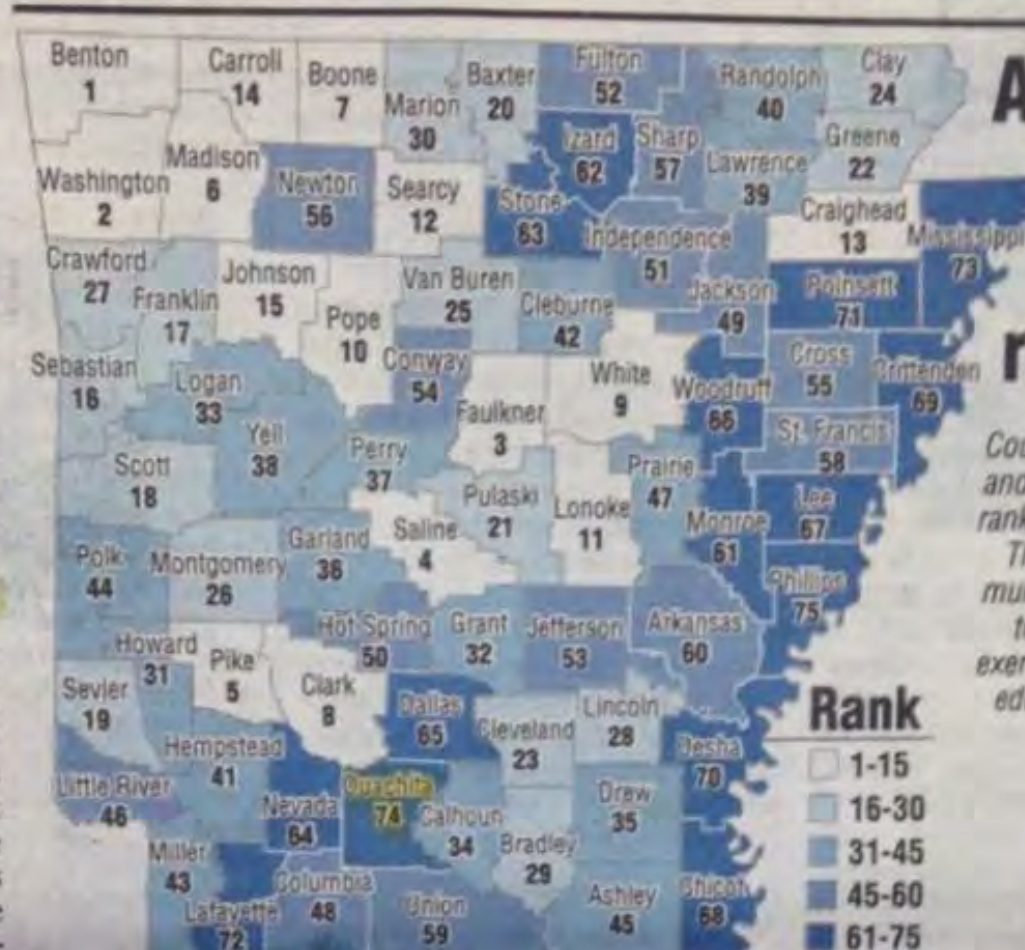 Benton
1
Carroll
14
Boone
7
Marion
30
Baxter
20
Fulton
52
Randolph
40
Clay
24
A
Izard
62
Sharp
57
Lawrence
39
Greene
22
Madison
6
Washington
2
Newton
56
Searcy
12
Stone
63
Independence
51
Craighead
13
Mississippi
73
Crawford
27
Franklin
17
Johnson
15
Pope
10
Van Buren
25
Cleburne
42
Jackson
49
Poinsett
71
Sebastian
16
Logan
33
Conway
54
White
9
Woodruff
66
Cross
55
Crittenden
69
Yell
38
Perry
37
Faulkner
3
St. Francis
58
Scott
18
Pulaski
21
Lonoke
11
Prairie
47
Lee
67
Cou
and
rank
Polk
44
Montgomery
26
Garland
36
Saline
4
Monroe
61
Phillips
75
mu
exer
ed
Howard
31
Pike
5
Hot Spring
50
Grant
32
Jefferson
53
Arkansas
60
Sevier
19
Clark
8
Dallas
65
Cleveland
23
Lincoln
28
Desha
70
Hempstead
41
Little River
46
Nevada
64
Ouachita
74
Calhoun
34
Bradley
29
Drew
35
Miller
43
Lafayette
72
Columbia
48
Union
59
Ashley
45
Chicot
68
Rank
1-15
16-30
31-45
45-60
61-75